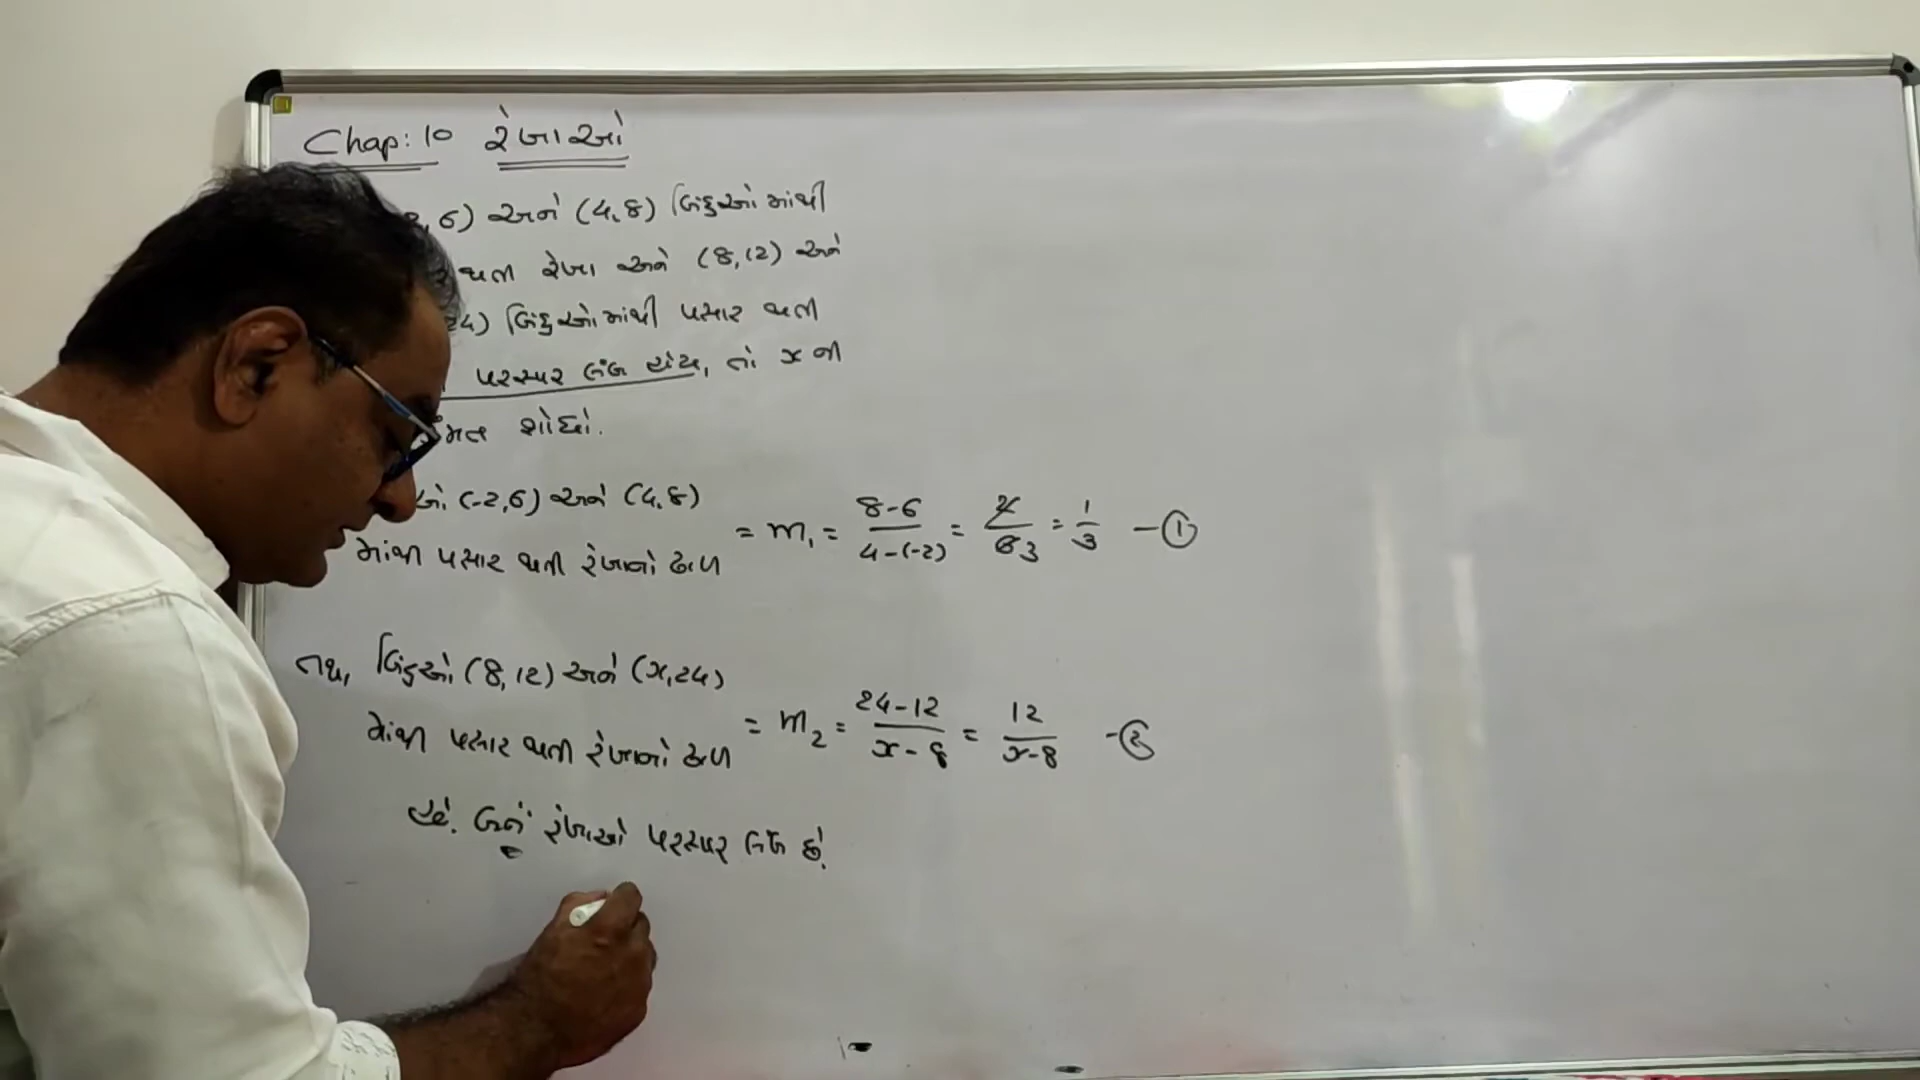 Chap: 10 રેખાઓ
,6) અને (4,8) બિંદુઓમાંથી
થતી રેખા અને (8,12) અને
24) બિંદુઓમાંથી પસાર થતી
પરસ્પર લંબ હોય, તો x ની
શોધો.
(-2,6) અને (4,8)
માંથી પસાર થતી રેખાનો ઢાળ = m₁ = (8-6)/(4-(-2)) = 2/6 3 = 1/3 - ①
તથા, બિંદુઓ (8,12) અને (x,24)
માંથી પસાર થતી રેખાનો ઢાળ = m₂ = (24-12)/(x-8) = 12/(x-8) - ②
હવે, બંને રેખાઓ પરસ્પર લંબ છે.